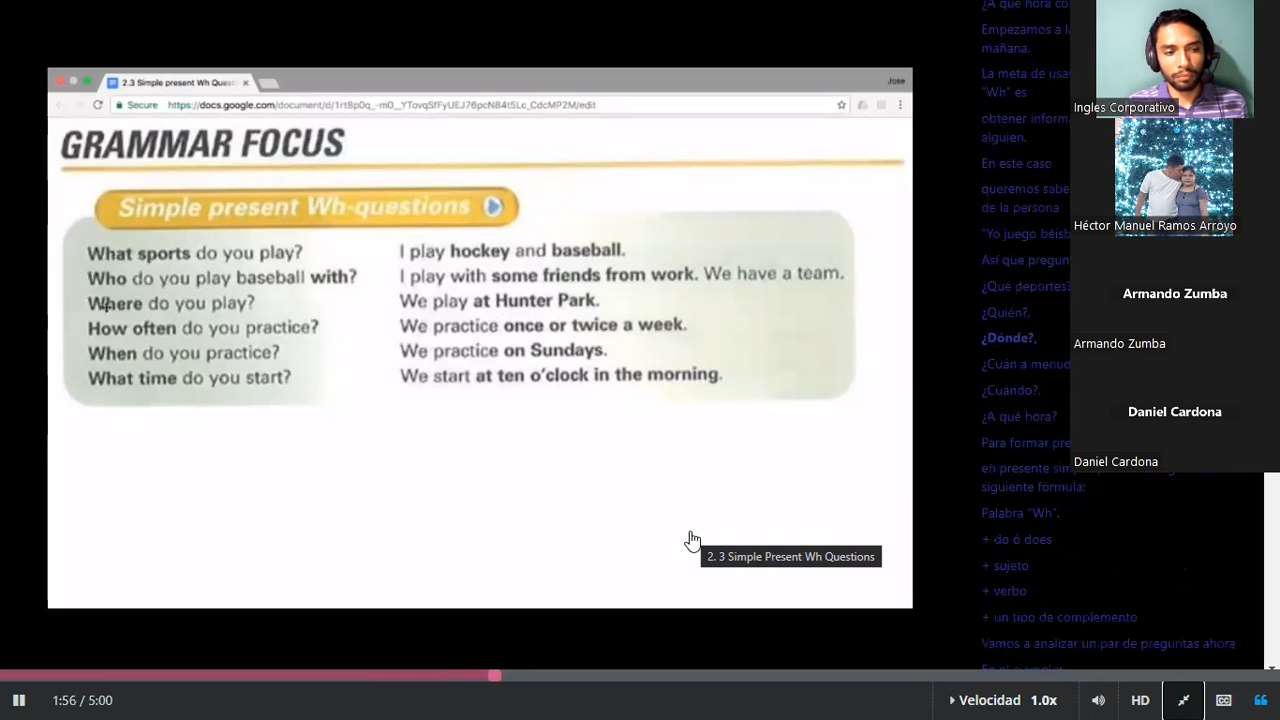 2.3 Simple present Wh Ques
Jose
Secure https://docs.google.com/document/d/1rt8p0q_-m0_YTovqSfFyUEJ76pcN84t5Lc_CdcMP2M/edit
GRAMMAR FOCUS
Simple present Wh-questions
What sports do you play? I play hockey and baseball.
Who do you play baseball with? I play with some friends from work. We have a team.
Where do you play? We play at Hunter Park.
How often do you practice? We practice once or twice a week.
When do you practice? We practice on Sundays.
What time do you start? We start at ten o'clock in the morning.
2. 3 Simple Present Wh Questions
¿A qué hora co
Empezamos a la
mañana.
La meta de usa
"Wh" es
obtener inform
alguien.
En este caso
queremos sabe
de la persona
"Yo juego béisb
Así que pregun
¿Qué deportes?
¿Quién?,
¿Dónde?,
¿Cuán a menud
¿Cuándo?,
¿A qué hora?
Para formar pre
en presente sim
siguiente fórmula:
Palabra "Wh".
+ do ó does
+ sujeto
+ verbo
+ un tipo de complemento
Vamos a analizar un par de preguntas ahora
Ingles Corporativo
Héctor Manuel Ramos Arroyo
Armando Zumba
Armando Zumba
Daniel Cardona
Daniel Cardona
1:56 / 5:00
Velocidad 1.0x
HD
CC